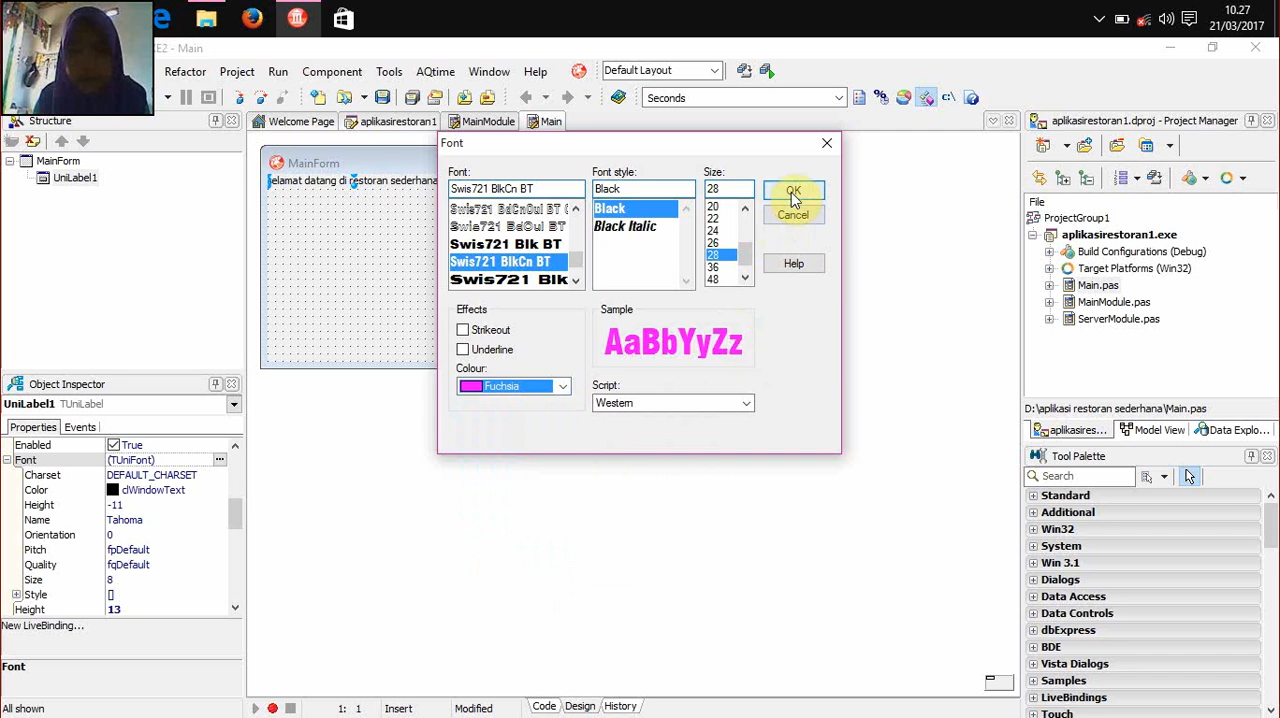 10.27
21/03/2017
XE2 - Main
Refactor Project Run Component Tools AQtime Window Help
Default Layout
Seconds
Structure
Welcome Page
aplikasirestoran1
MainModule
Main
aplikasirestoran1.dproj - Project Manager
MainForm
UniLabel1
MainForm
selamat datang di restoran sederhana
Font
Font:
Font style:
Size:
Swis721 BlkCn BT
Black
28
OK
Cancel
Help
Swis721 BdCnOul BT
Swis721 BdOul BT
Swis721 Blk BT
Swis721 BlkCn BT
Black
Black Italic
20
22
24
26
28
36
48
Effects
Strikeout
Underline
Colour:
Fuchsia
Sample
AaBbYyZz
Script:
Western
File
ProjectGroup1
aplikasirestoran1.exe
Build Configurations (Debug)
Target Platforms (Win32)
Main.pas
MainModule.pas
ServerModule.pas
D:\aplikasi restoran sederhana\Main.pas
aplikasires...
Model View
Data Explo...
Object Inspector
UniLabel1 TUniLabel
Properties Events
Enabled True
Font (TUniFont)
Charset DEFAULT_CHARSET
Color clWindowText
Height -11
Name Tahoma
Orientation 0
Pitch fpDefault
Quality fqDefault
Size 8
Style []
Height 13
New LiveBinding...
Font
All shown
Tool Palette
Search
Standard
Additional
Win32
System
Win 3.1
Dialogs
Data Access
Data Controls
dbExpress
BDE
Vista Dialogs
Samples
LiveBindings
Touch
1: 1
Insert
Modified
Code
Design
History